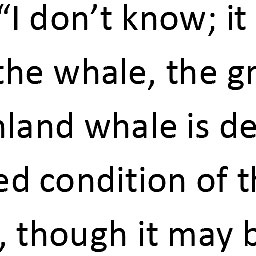 “I don’t know; it
the whale, the gr
nland whale is de
ed condition of th
, though it may b